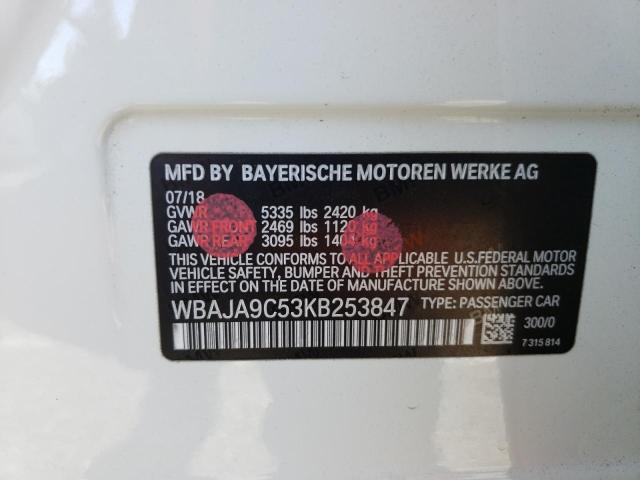 MFD BY BAYERISCHE MOTOREN WERKE AG
07/18
GVWR 5335 lbs 2420 kg
GAWR FRONT 2469 lbs 1120 kg
GAWR REAR 3095 lbs 1404 kg
THIS VEHICLE CONFORMS TO ALL APPLICABLE U.S.FEDERAL MOTOR
VEHICLE SAFETY, BUMPER AND THEFT PREVENTION STANDARDS
IN EFFECT ON THE DATE OF MANUFACTURE SHOWN ABOVE.
WBAJA9C53KB253847 TYPE: PASSENGER CAR
300/0
7 315 814